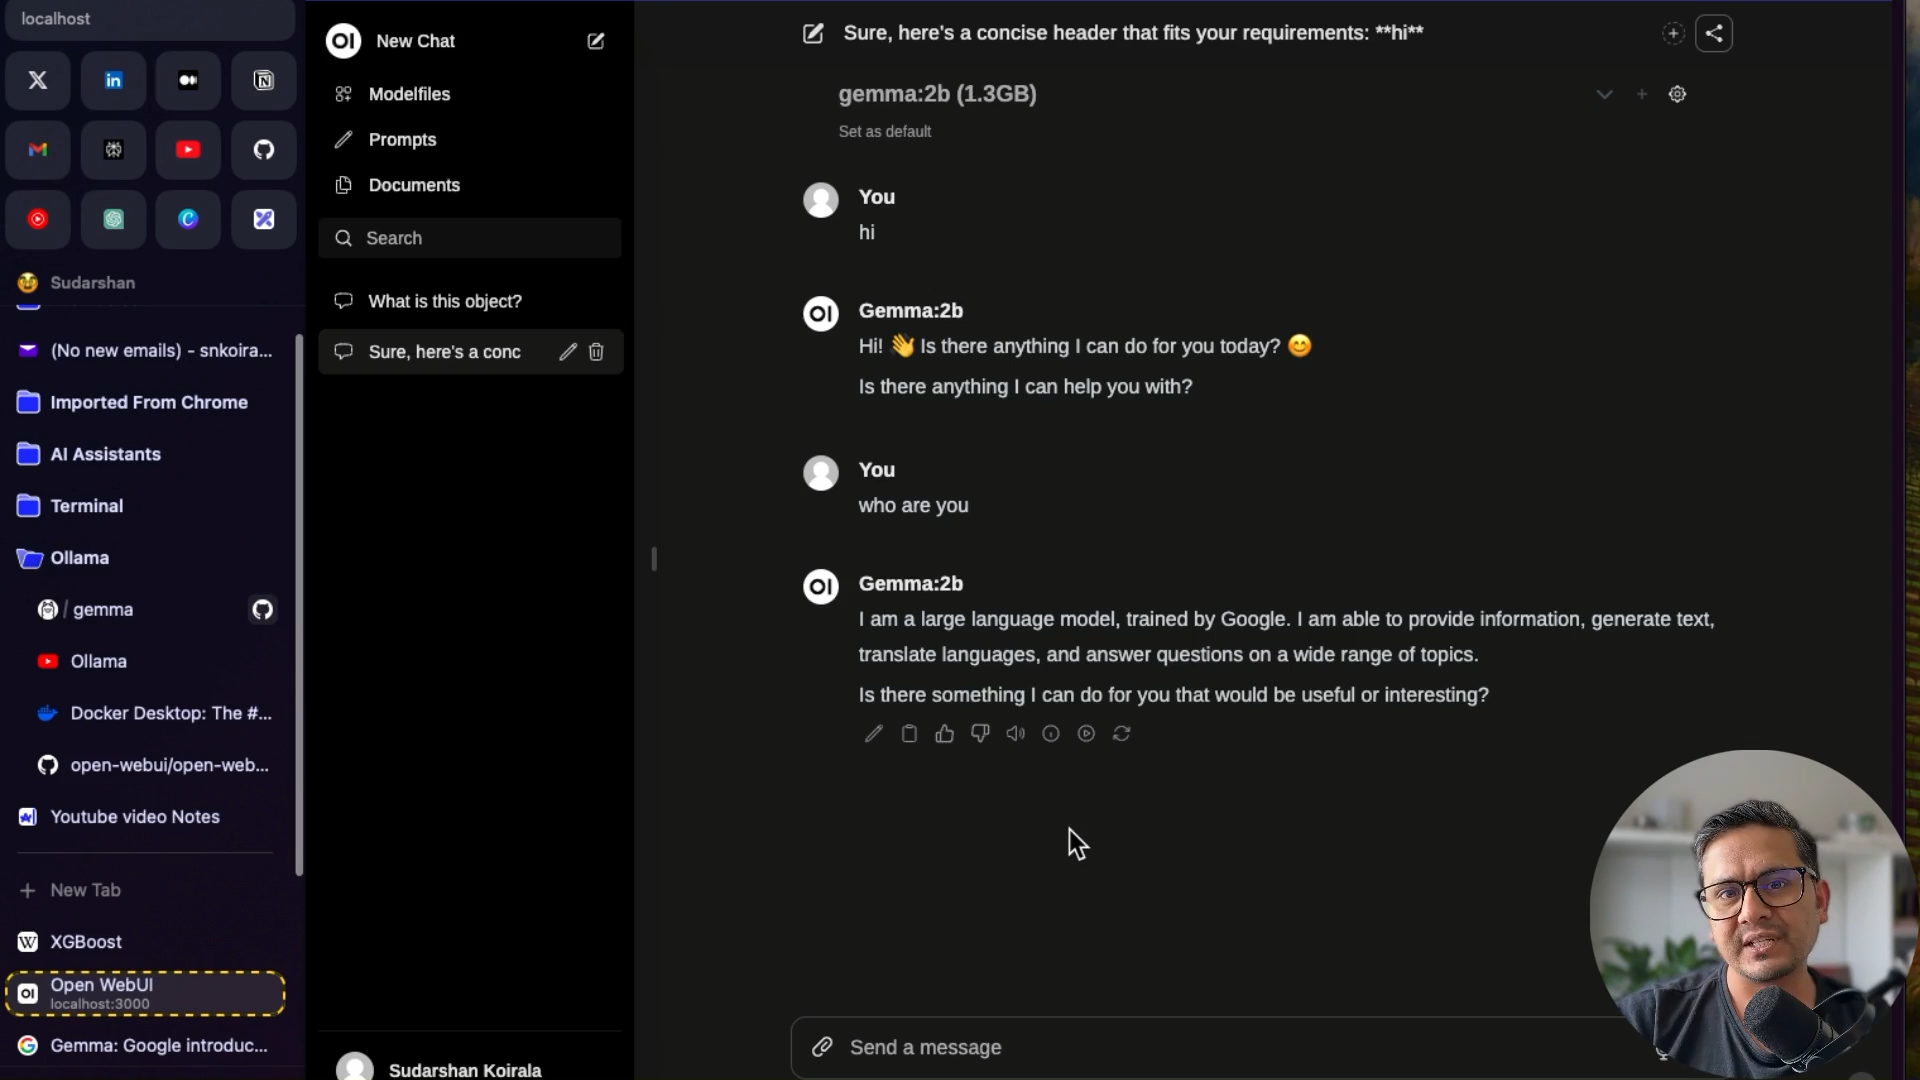 localhost
Sudarshan
(No new emails) - snkoira...
Imported From Chrome
AI Assistants
Terminal
Ollama
/ gemma
Ollama
Docker Desktop: The #...
open-webui/open-web...
Youtube video Notes
New Tab
XGBoost
Open WebUI
localhost:3000
Gemma: Google introduc...
New Chat
Modelfiles
Prompts
Documents
Search
What is this object?
Sure, here's a conc
Sudarshan Koirala
Sure, here's a concise header that fits your requirements: **hi**
gemma:2b (1.3GB)
Set as default
You
hi
Gemma:2b
Hi! 👋 Is there anything I can do for you today? 😊
Is there anything I can help you with?
You
who are you
Gemma:2b
I am a large language model, trained by Google. I am able to provide information, generate text,
translate languages, and answer questions on a wide range of topics.
Is there something I can do for you that would be useful or interesting?
Send a message